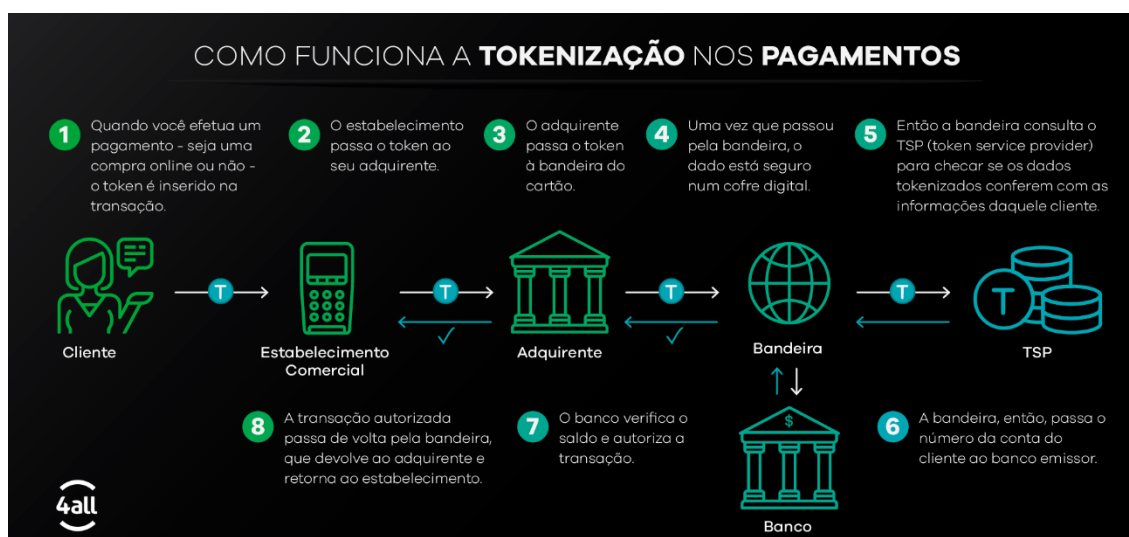 COMO FUNCIONA A TOKENIZAÇÃO NOS PAGAMENTOS
1
Quando você efetua um
pagamento - seja uma
compra online ou não -
o token é inserido na
transação.
2
O estabelecimento
passa o token ao
seu adquirente.
3
O adquirente
passa o token
à bandeira do
cartão.
4
Uma vez que passou
pela bandeira, o
dado está seguro
num cofre digital.
5
Então a bandeira consulta o
TSP (token service provider)
para checar se os dados
tokenizados conferem com as
informações daquele cliente.
T
T
T
T
T
Cliente
Estabelecimento
Comercial
Adquirente
Bandeira
TSP
8
A transação autorizada
passa de volta pela bandeira,
que devolve ao adquirente e
retorna ao estabelecimento.
7
O banco verifica o
saldo e autoriza a
transação.
$
Banco
6
A bandeira, então, passa o
número da conta do
cliente ao banco emissor.
4all